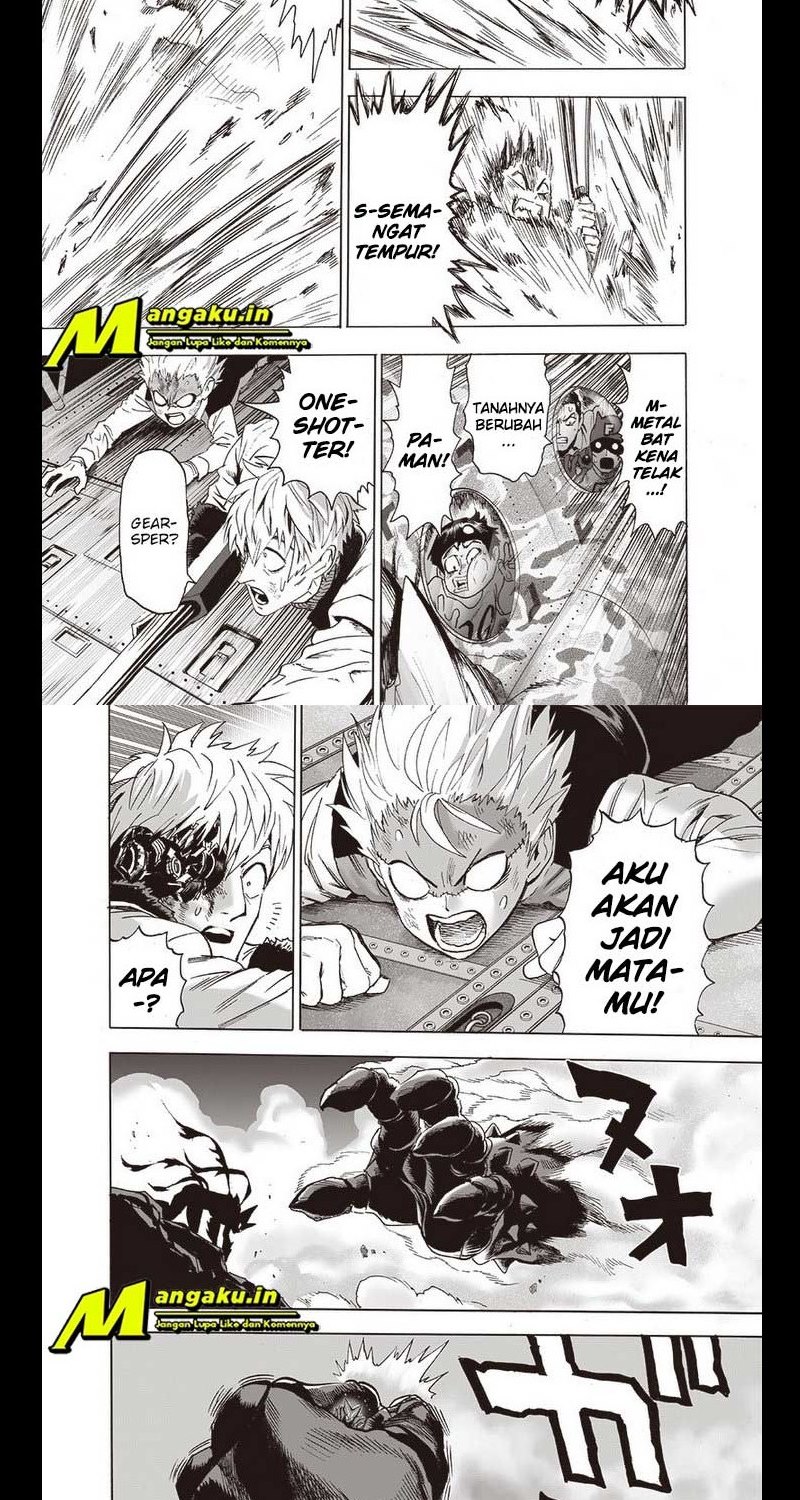 S-SEMA-
NGAT
TEMPUR!
Mangaku.in
Jangan Lupa Like dan Komennya
M-
METAL
BAT
KENA
TELAK
...!
TANAHNYA
BERUBAH
...
PA-
MAN!
ONE-
SHOT-
TER!
GEAR-
SPER?
AKU
AKAN
JADI
MATA-
MU!
APA
-?
ヌオ
Mangaku.in
Jangan Lupa Like dan Komennya
ドド